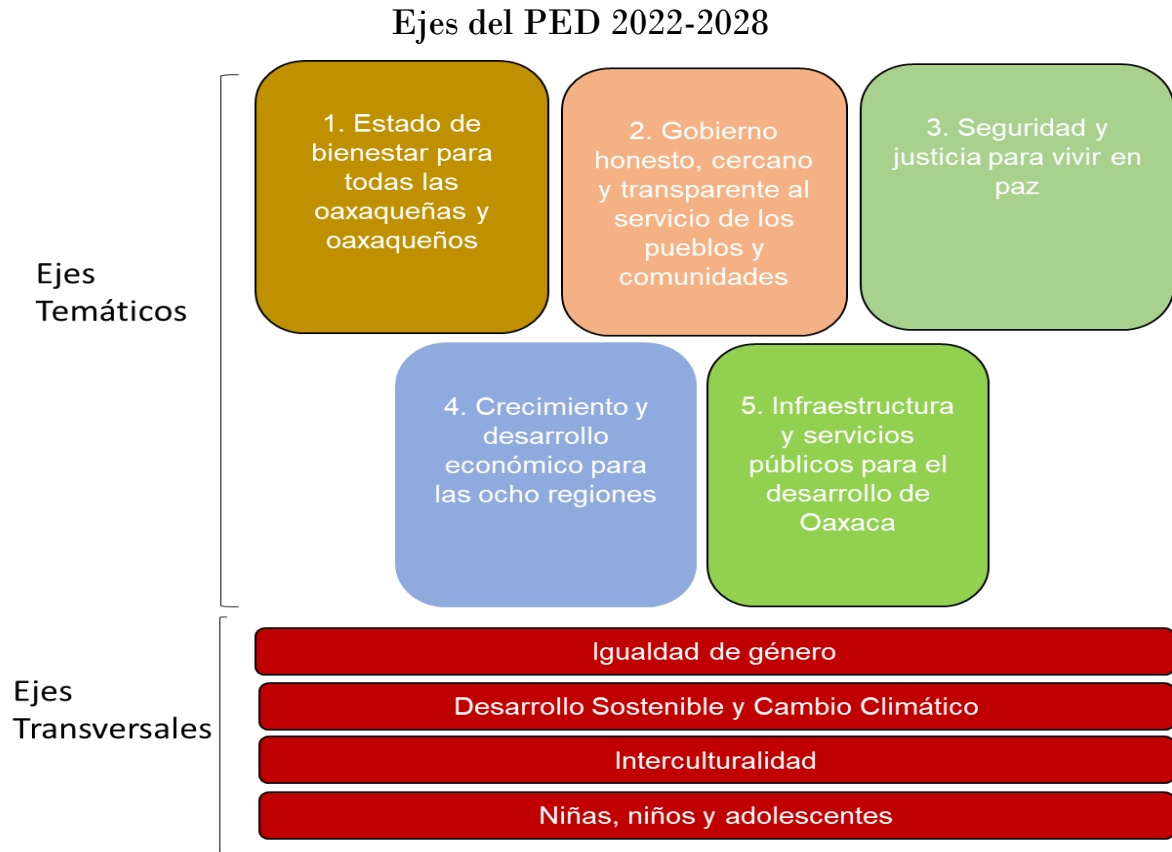 Ejes del PED 2022-2028
Ejes
Temáticos
1. Estado de
bienestar para
todas las
oaxaqueñas y
oaxaqueños
2. Gobierno
honesto, cercano
y transparente al
servicio de los
pueblos y
comunidades
3. Seguridad y
justicia para vivir en
paz
4. Crecimiento y
desarrollo
económico para
las ocho regiones
5. Infraestructura
y servicios
públicos para el
desarrollo de
Oaxaca
Ejes
Transversales
Igualdad de género
Desarrollo Sostenible y Cambio Climático
Interculturalidad
Niñas, niños y adolescentes